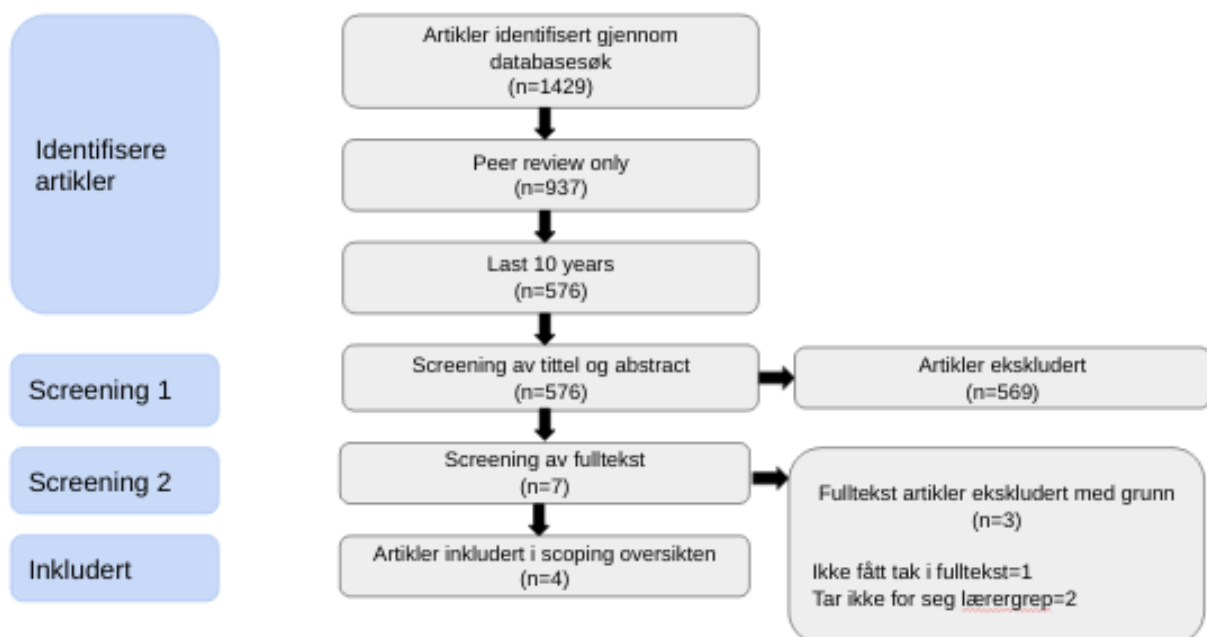 Identifisere
artikler
Artikler identifisert gjennom
databasesøk
(n=1429)
Peer review only
(n=937)
Last 10 years
(n=576)
Screening 1
Screening av tittel og abstract
(n=576)
Artikler ekskludert
(n=569)
Screening 2
Screening av fulltekst
(n=7)
Fulltekst artikler ekskludert med grunn
(n=3)
Ikke fått tak i fulltekst=1
Tar ikke for seg lærergrep=2
Inkludert
Artikler inkludert i scoping oversikten
(n=4)